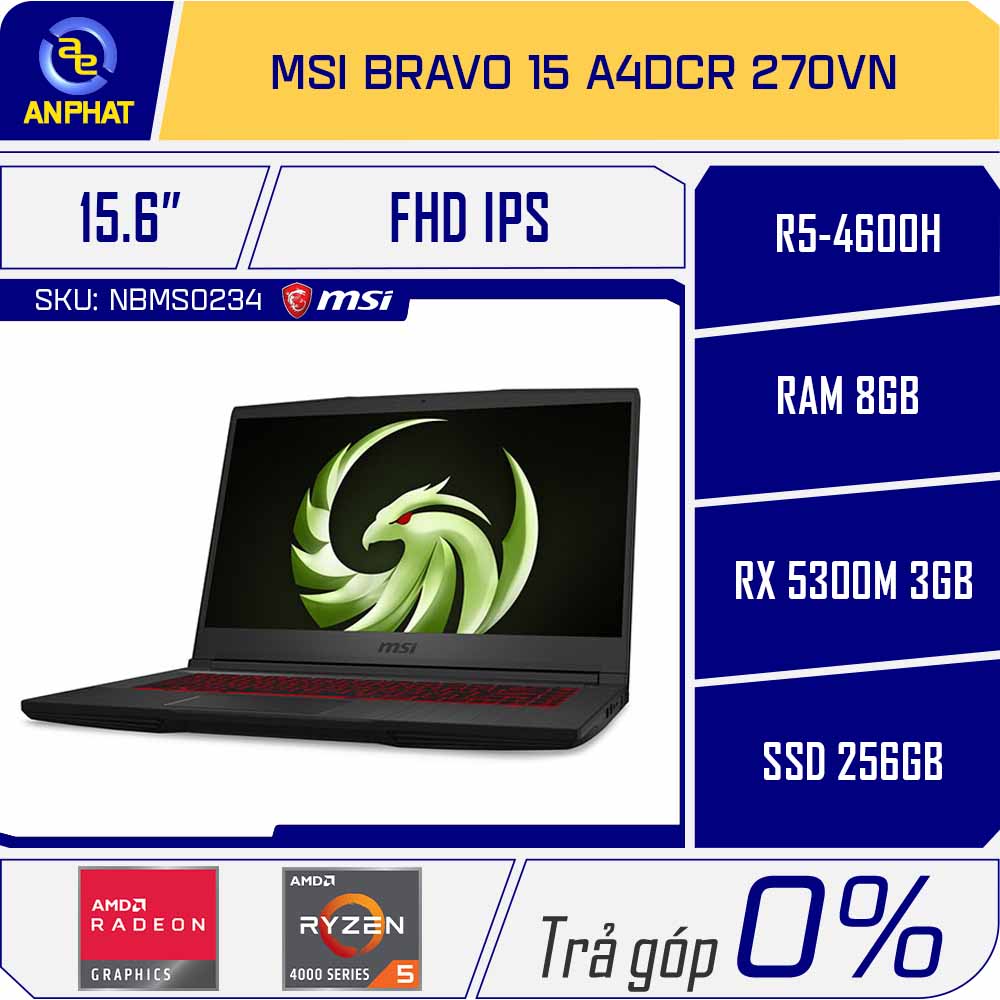 ae
ANPHAT
MSI BRAVO 15 A4DCR 270VN
15.6"
FHD IPS
SKU: NBMS0234
msi
msi
R5-4600H
RAM 8GB
RX 5300M 3GB
SSD 256GB
AMD
RADEON
GRAPHICS
AMD
RYZEN
4000 SERIES 5
Trả góp 0%